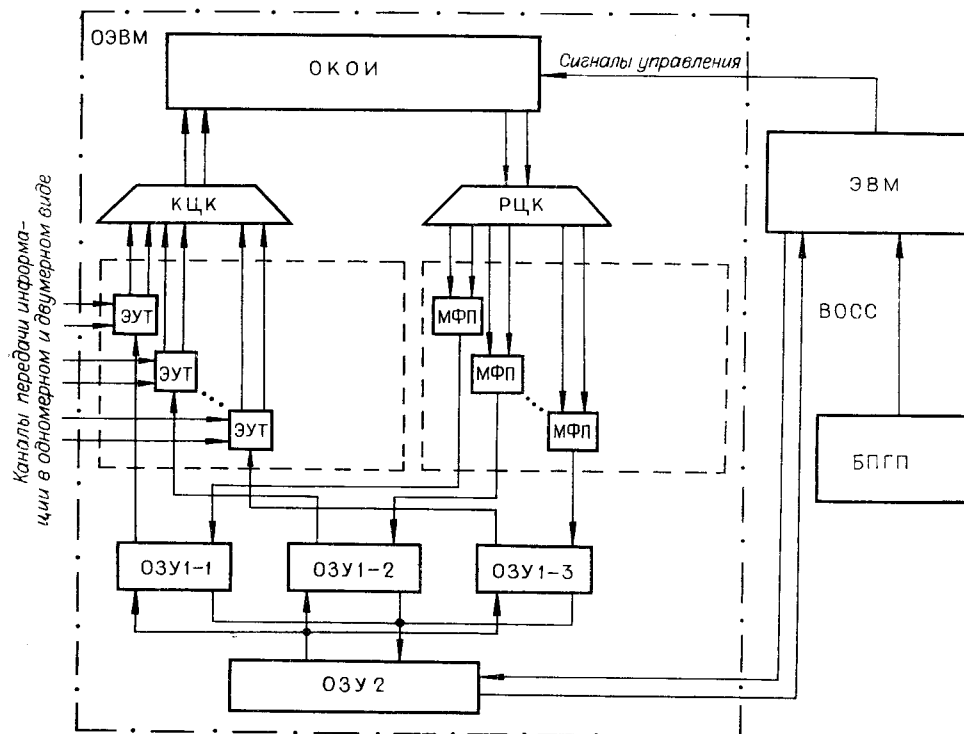 ОЭВМ
ОКОИ
Сигналы управления
ЭВМ
КЦК
РЦК
Каналы передачи информа-
ции в одномерном и двумерном виде
ЭУТ
МФП
ВОСС
ЭУТ
МФП
ЭУТ
МФП
БПГП
ОЗУ1-1
ОЗУ1-2
ОЗУ1-3
ОЗУ2